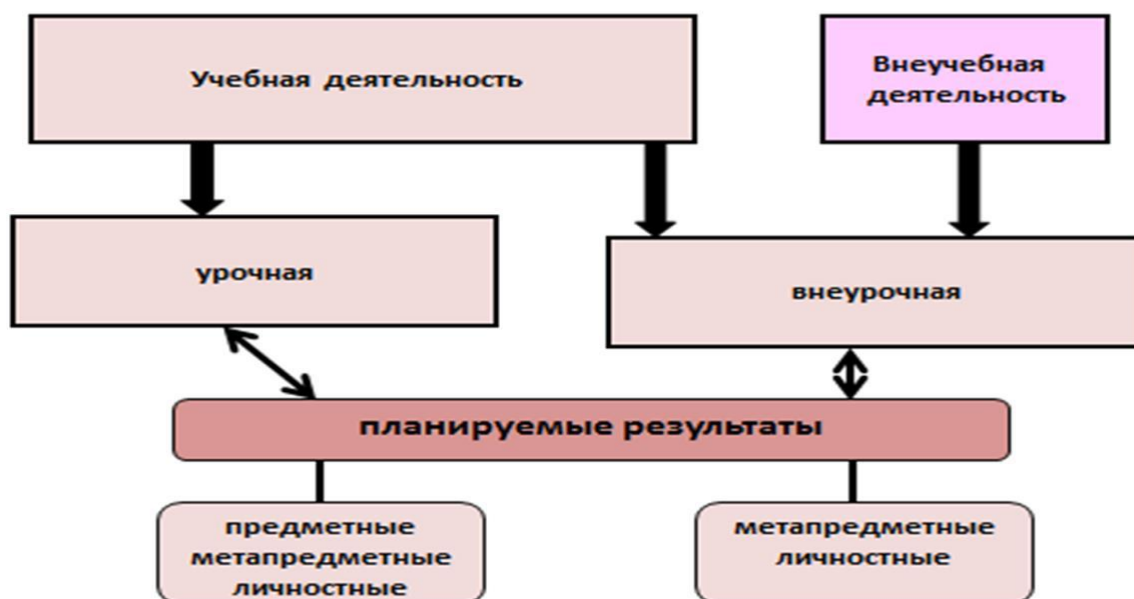 Учебная деятельность
Внеучебная
деятельность
урочная
внеурочная
планируемые результаты
предметные
метапредметные
личностные
метапредметные
личностные